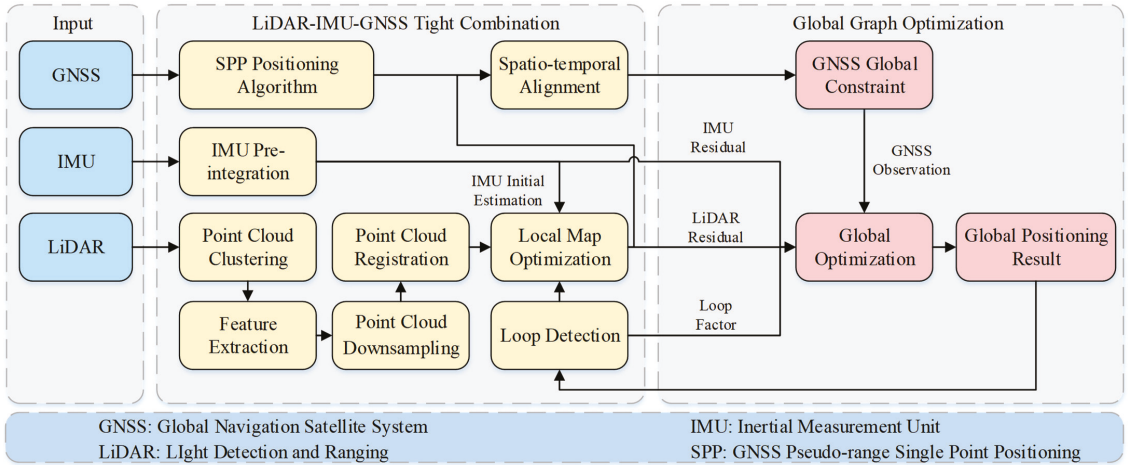 Input
LiDAR-IMU-GNSS Tight Combination
Global Graph Optimization
GNSS
SPP Positioning
Algorithm
Spatio-temporal
Alignment
GNSS Global
Constraint
IMU
IMU Pre-
integration
IMU
Residual
GNSS
Observation
IMU Initial
Estimation
LiDAR
Point Cloud
Clustering
Point Cloud
Registration
Local Map
Optimization
LiDAR
Residual
Global
Optimization
Global Positioning
Result
Feature
Extraction
Point Cloud
Downsampling
Loop Detection
Loop
Factor
GNSS: Global Navigation Satellite System
IMU: Inertial Measurement Unit
LiDAR: LIght Detection and Ranging
SPP: GNSS Pseudo-range Single Point Positioning